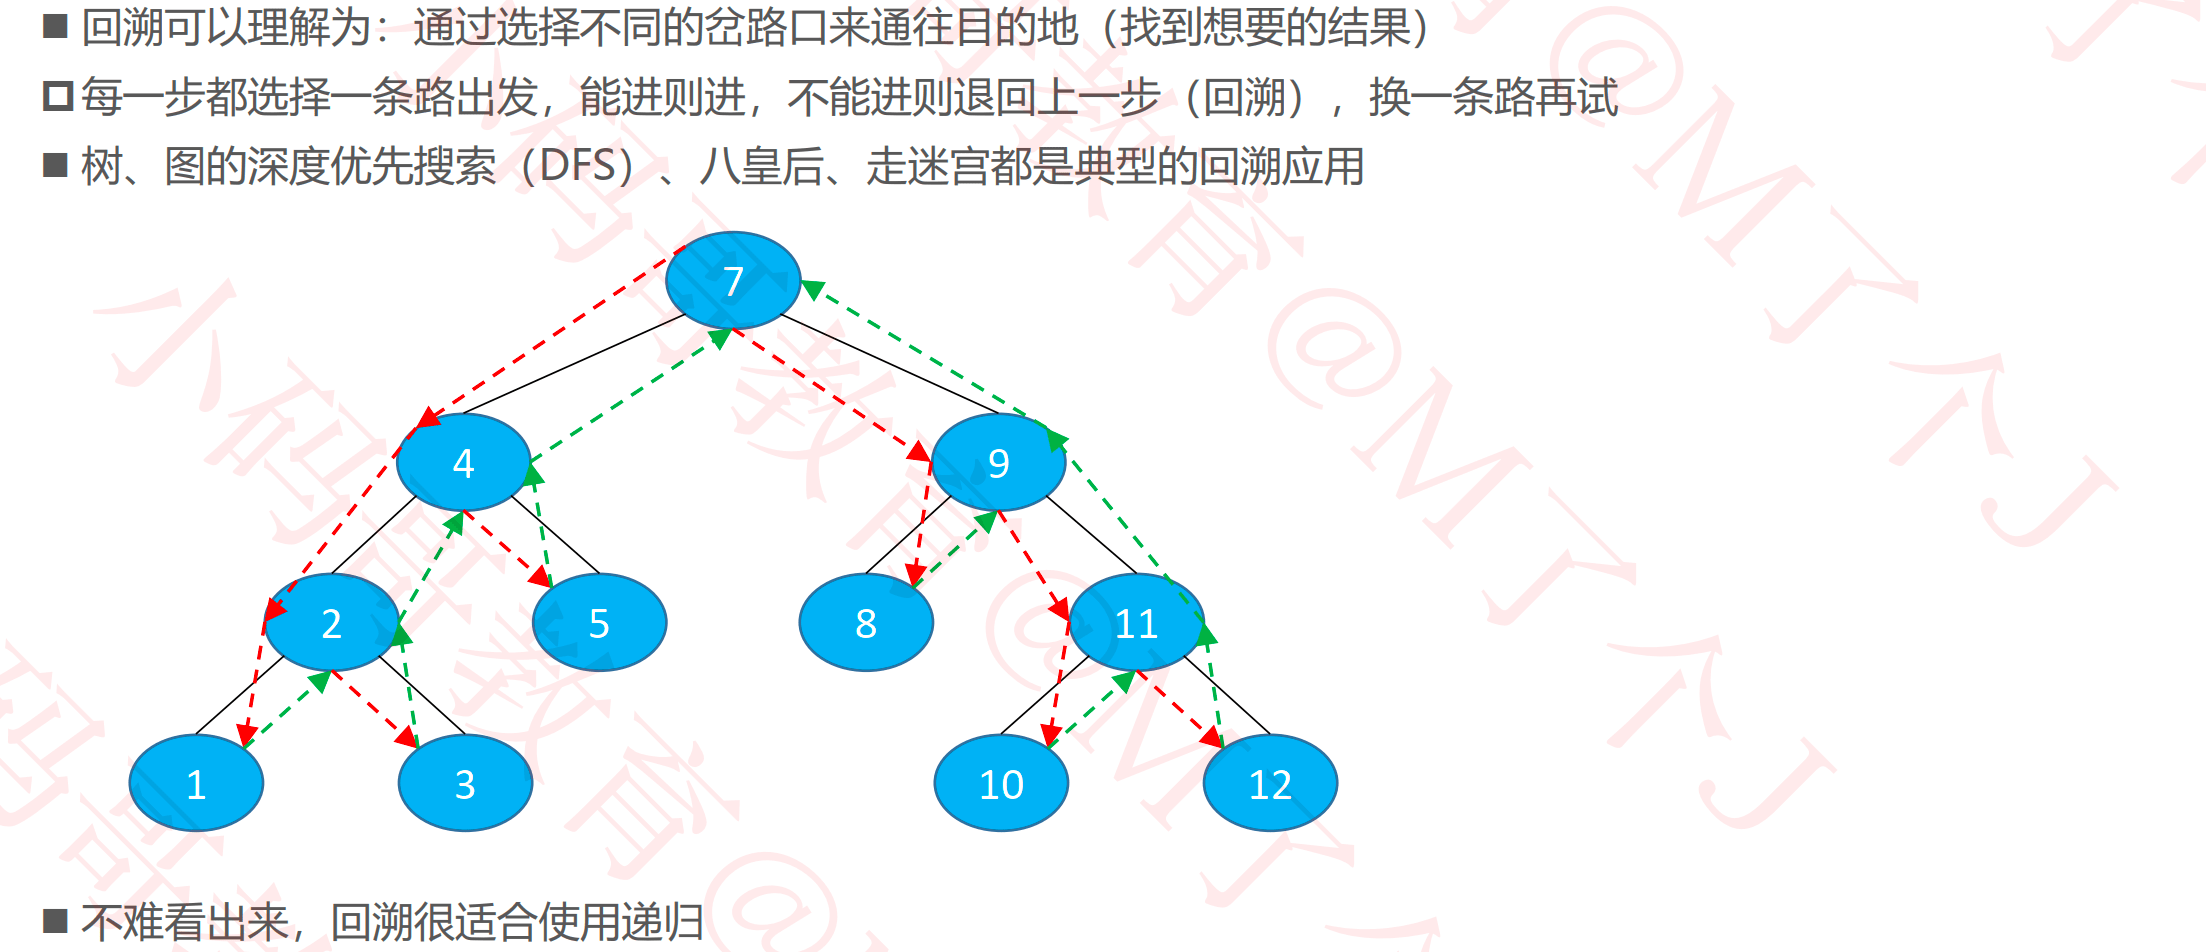 回溯可以理解为：通过选择不同的岔路口来通往目的地（找到想要的结果）
每一步都选择一条路出发，能进则进，不能进则退回上一步（回溯），换一条路再试
树、图的深度优先搜索（DFS）、八皇后、走迷宫都是典型的回溯应用
7
4 9
2 5 8 11
1 3 10 12
不难看出来，回溯很适合使用递归
小码哥教育@M了个J